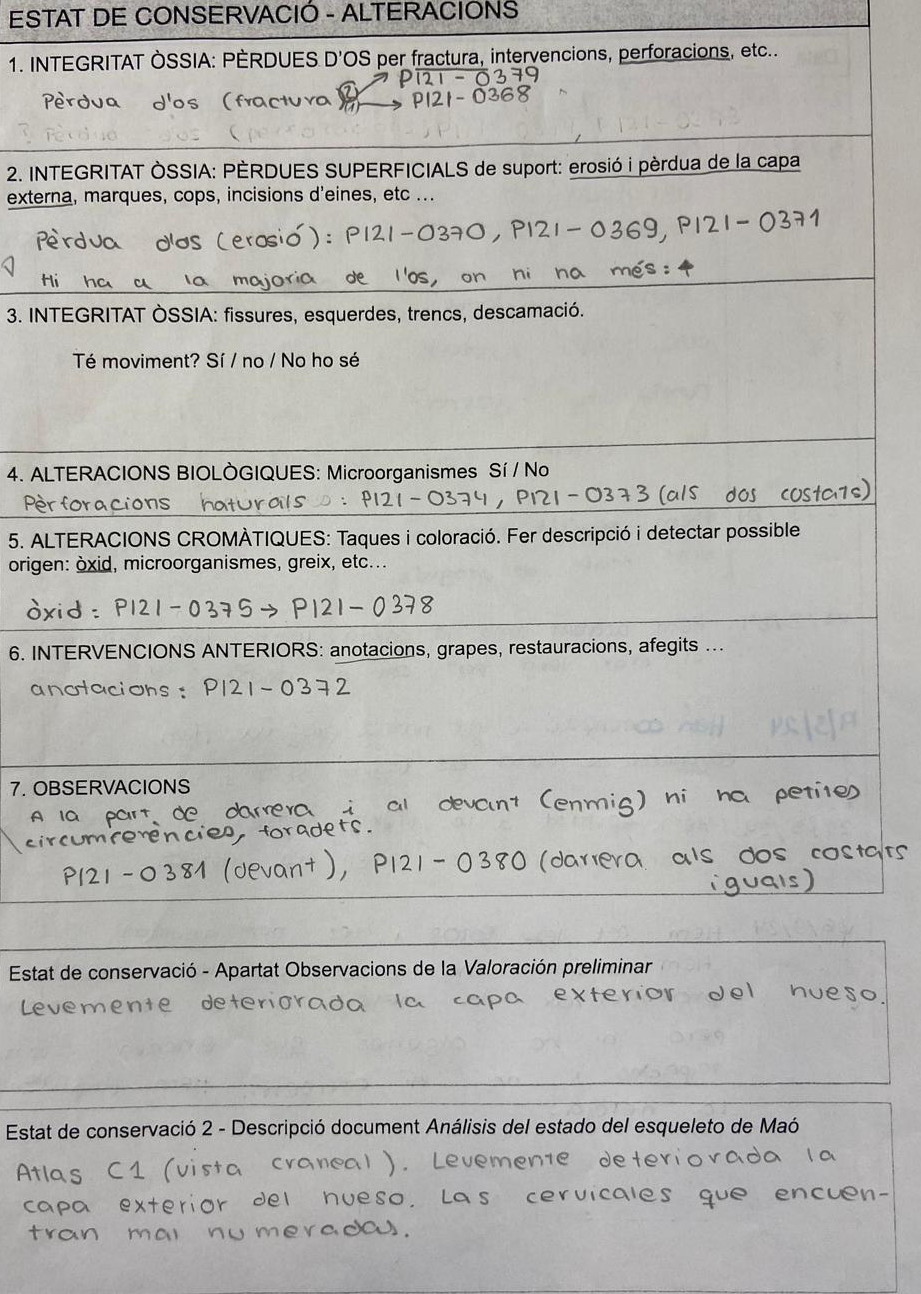 ESTAT DE CONSERVACIÓ - ALTERACIONS
1. INTEGRITAT ÒSSIA: PÈRDUES D'OS per fractura, intervencions, perforacions, etc..
P121-0379
Pèrdua d'os (fractura → P121-0368
2. INTEGRITAT ÒSSIA: PÈRDUES SUPERFICIALS de suport: erosió i pèrdua de la capa
externa, marques, cops, incisions d'eines, etc ...
Pèrdua d'os (erosió): P121-0370, P121-0369, P121-0371
Hi ha a la majoria de l'os, on hi ha més: ↑
3. INTEGRITAT ÒSSIA: fissures, esquerdes, trencs, descamació.
Té moviment? Sí / no / No ho sé
4. ALTERACIONS BIOLÒGIQUES: Microorganismes Sí / No
Pèrforacions naturals : P121-0374, P121-0373 (als dos costats)
5. ALTERACIONS CROMÀTIQUES: Taques i coloració. Fer descripció i detectar possible
origen: òxid, microorganismes, greix, etc...
òxid: P121-0375 → P121-0378
6. INTERVENCIONS ANTERIORS: anotacions, grapes, restauracions, afegits ...
anotacions: P121-0372
7. OBSERVACIONS
A la part de darrera i al devant (enmig) hi ha petites
circumferències, foradets.
P121-0381 (devant), P121-0380 (darrera als dos costats
iguals)
Estat de conservació - Apartat Observacions de la Valoración preliminar
Levemente deteriorada la capa exterior del hueso.
Estat de conservació 2 - Descripció document Análisis del estado del esqueleto de Maó
Atlas C1 (vista craneal). Levemente deteriorada la
capa exterior del hueso. Las cervicales que encuen-
tran mal numeradas.